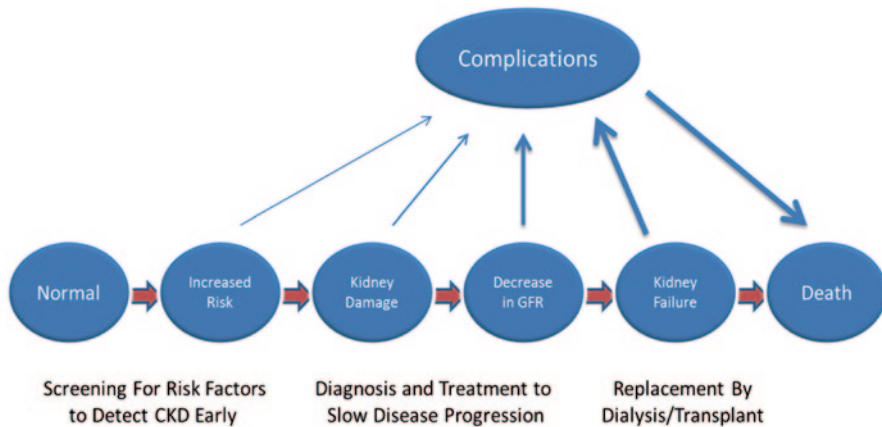 Complications
Normal
Increased
Risk
Kidney
Damage
Decrease
in GFR
Kidney
Failure
Death
Screening For Risk Factors
to Detect CKD Early
Diagnosis and Treatment to
Slow Disease Progression
Replacement By
Dialysis/Transplant